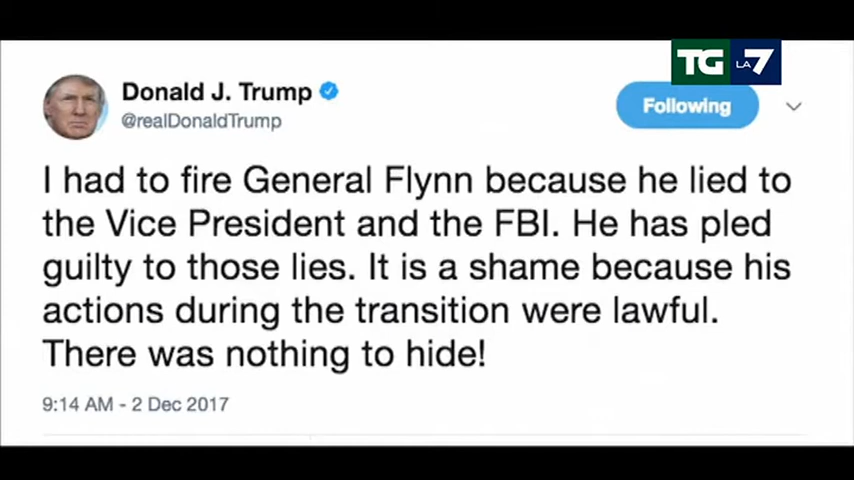 TG LA7
Donald J. Trump
@realDonaldTrump
Following
I had to fire General Flynn because he lied to
the Vice President and the FBI. He has pled
guilty to those lies. It is a shame because his
actions during the transition were lawful.
There was nothing to hide!
9:14 AM - 2 Dec 2017